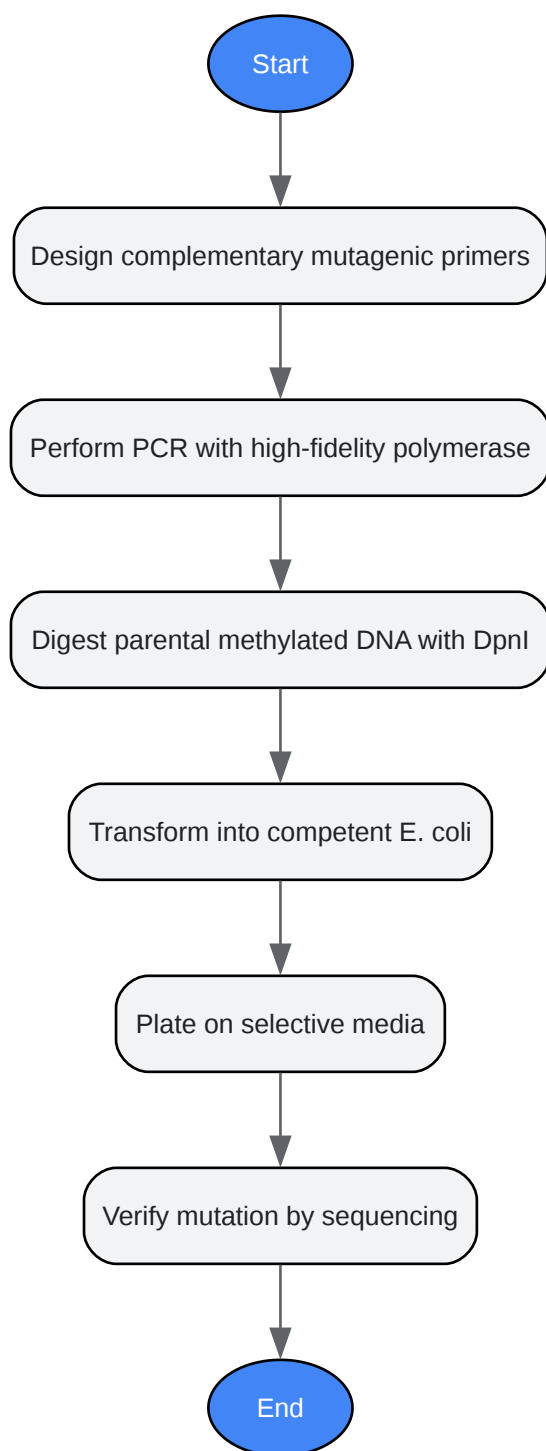 Start
Design complementary mutagenic primers
Perform PCR with high-fidelity polymerase
Digest parental methylated DNA with DpnI
Transform into competent E. coli
Plate on selective media
Verify mutation by sequencing
End